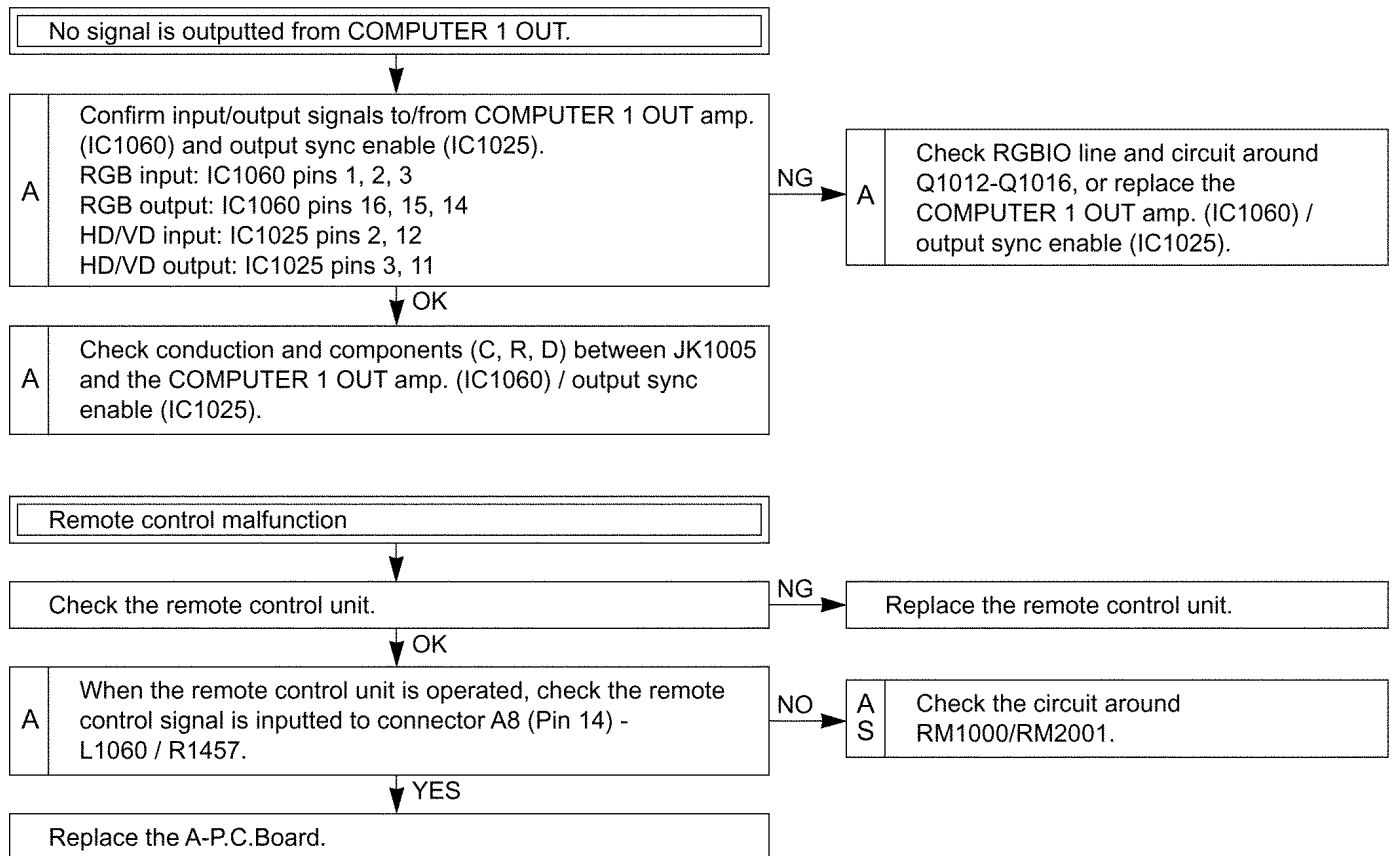 No signal is outputted from COMPUTER 1 OUT.
A
Confirm input/output signals to/from COMPUTER 1 OUT amp.
(IC1060) and output sync enable (IC1025).
RGB input: IC1060 pins 1, 2, 3
RGB output: IC1060 pins 16, 15, 14
HD/VD input: IC1025 pins 2, 12
HD/VD output: IC1025 pins 3, 11
NG
A
Check RGBIO line and circuit around
Q1012-Q1016, or replace the
COMPUTER 1 OUT amp. (IC1060) /
output sync enable (IC1025).
OK
A
Check conduction and components (C, R, D) between JK1005
and the COMPUTER 1 OUT amp. (IC1060) / output sync
enable (IC1025).
Remote control malfunction
Check the remote control unit.
NG
Replace the remote control unit.
OK
A
When the remote control unit is operated, check the remote
control signal is inputted to connector A8 (Pin 14) -
L1060 / R1457.
NO
A
S
Check the circuit around
RM1000/RM2001.
YES
Replace the A-P.C.Board.